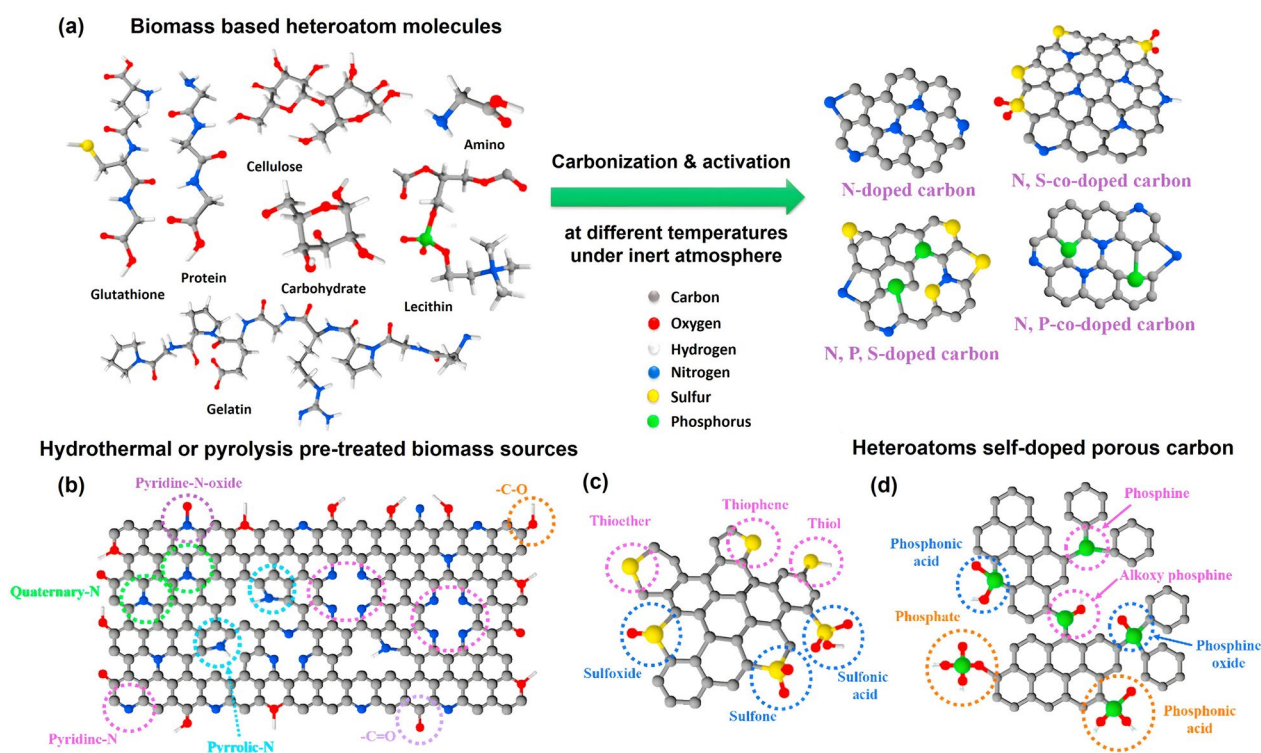 (a)
Biomass based heteroatom molecules
Glutathione
Protein
Cellulose
Amino
Carbohydrate
Lecithin
Gelatin
Carbonization & activation
at different temperatures
under inert atmosphere
Carbon
Oxygen
Hydrogen
Nitrogen
Sulfur
Phosphorus
N-doped carbon
N, S-co-doped carbon
N, P, S-doped carbon
N, P-co-doped carbon
Hydrothermal or pyrolysis pre-treated biomass sources
Heteroatoms self-doped porous carbon
(b)
Pyridine-N-oxide
-C-O
Quaternary-N
Pyridine-N
Pyrrolic-N
-C=O
(c)
Thioether
Thiophene
Thiol
Sulfoxide
Sulfone
Sulfonic
acid
(d)
Phosphine
Phosphonic
acid
Alkoxy phosphine
Phosphate
Phosphine
oxide
Phosphonic
acid